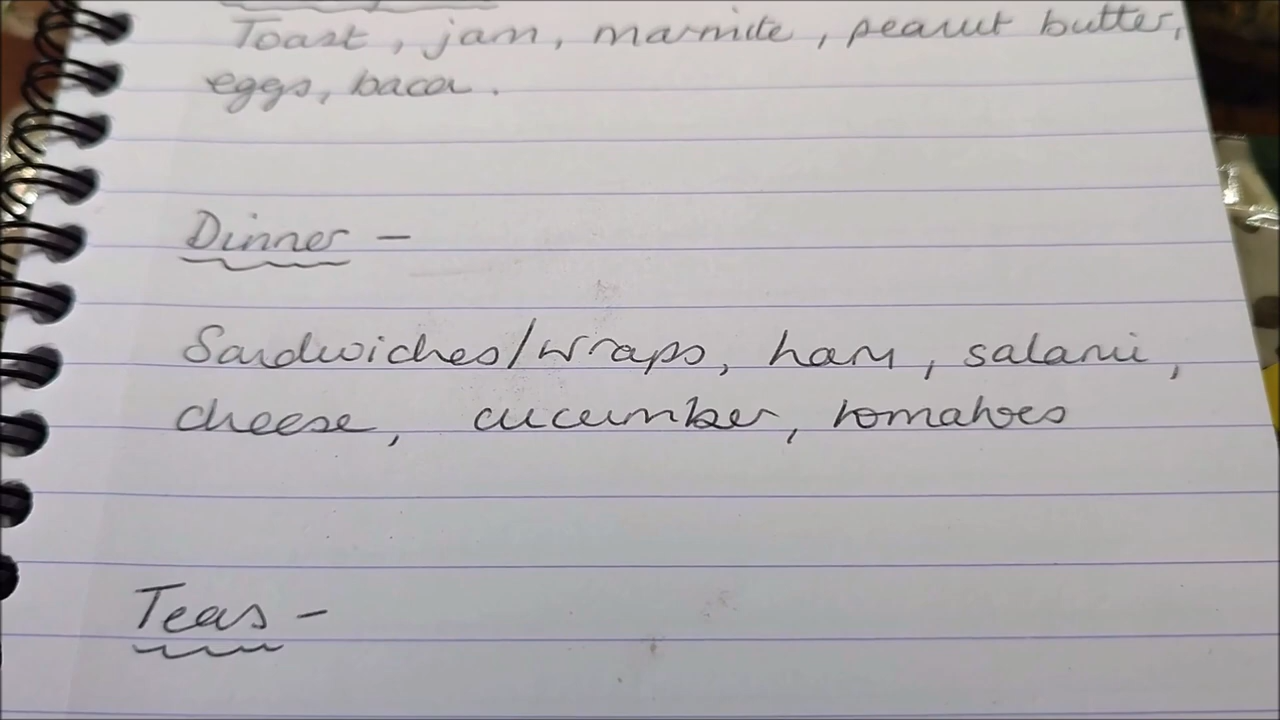 Toast, jam, marmite, peanut butter,
eggs, bacon.
Dinner -
Sandwiches/wraps, ham, salami,
cheese, cucumber, tomatoes
Teas -